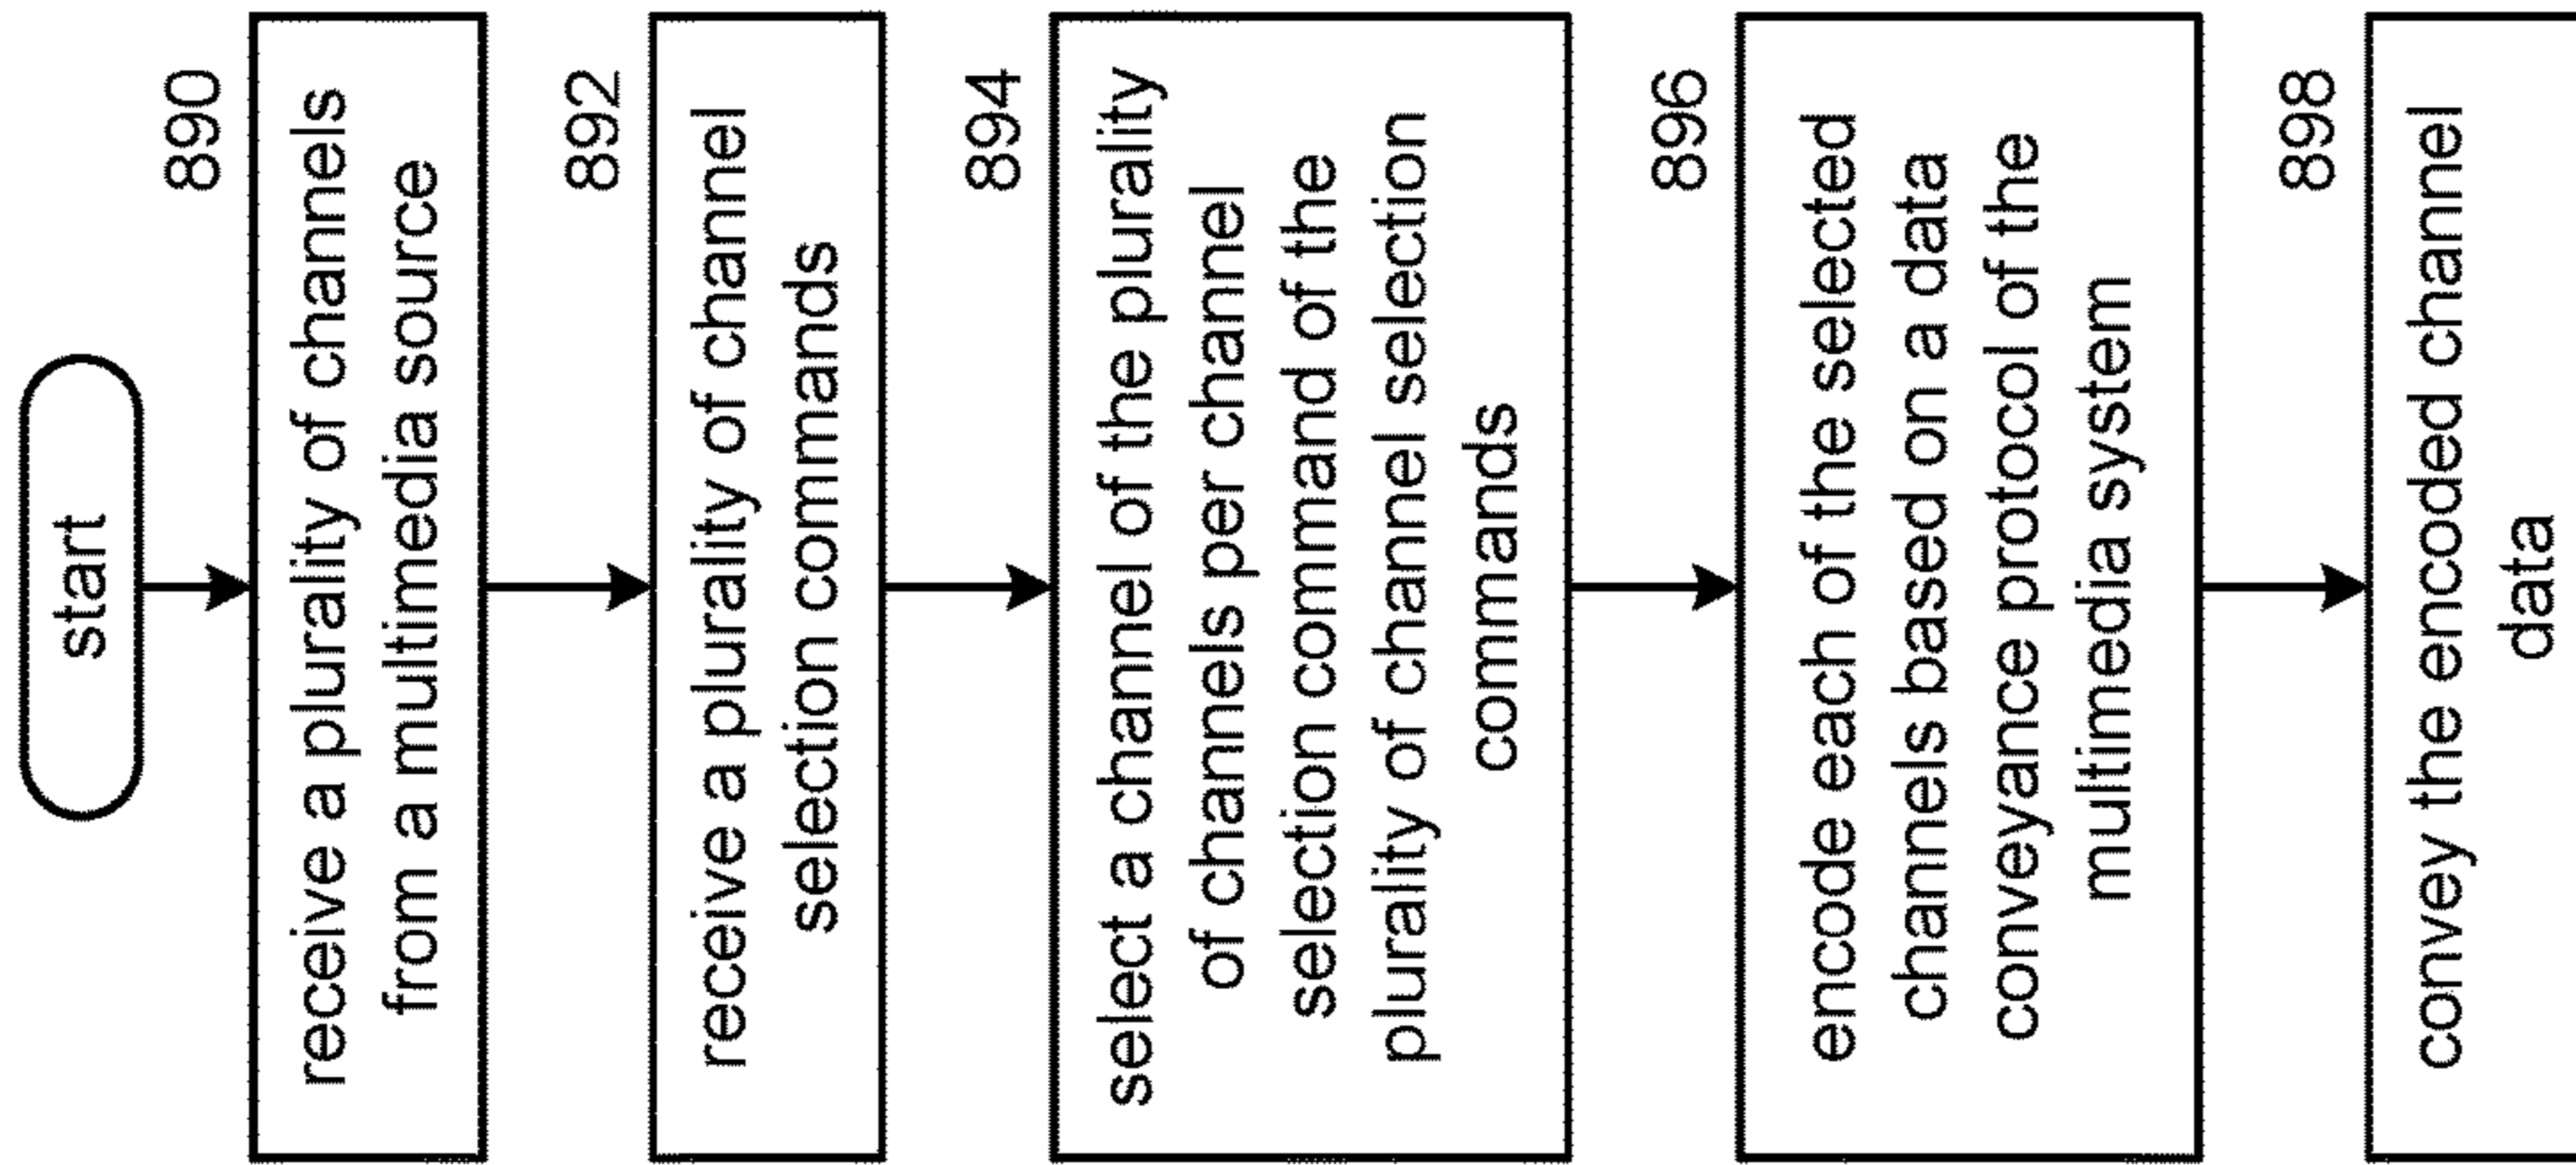 start
890
receive a plurality of channels
from a multimedia source
892
receive a plurality of channel
selection commands
894
select a channel of the plurality
of channels per channel
selection command of the
plurality of channel selection
commands
896
encode each of the selected
channels based on a data
conveyance protocol of the
multimedia system
898
convey the encoded channel
data